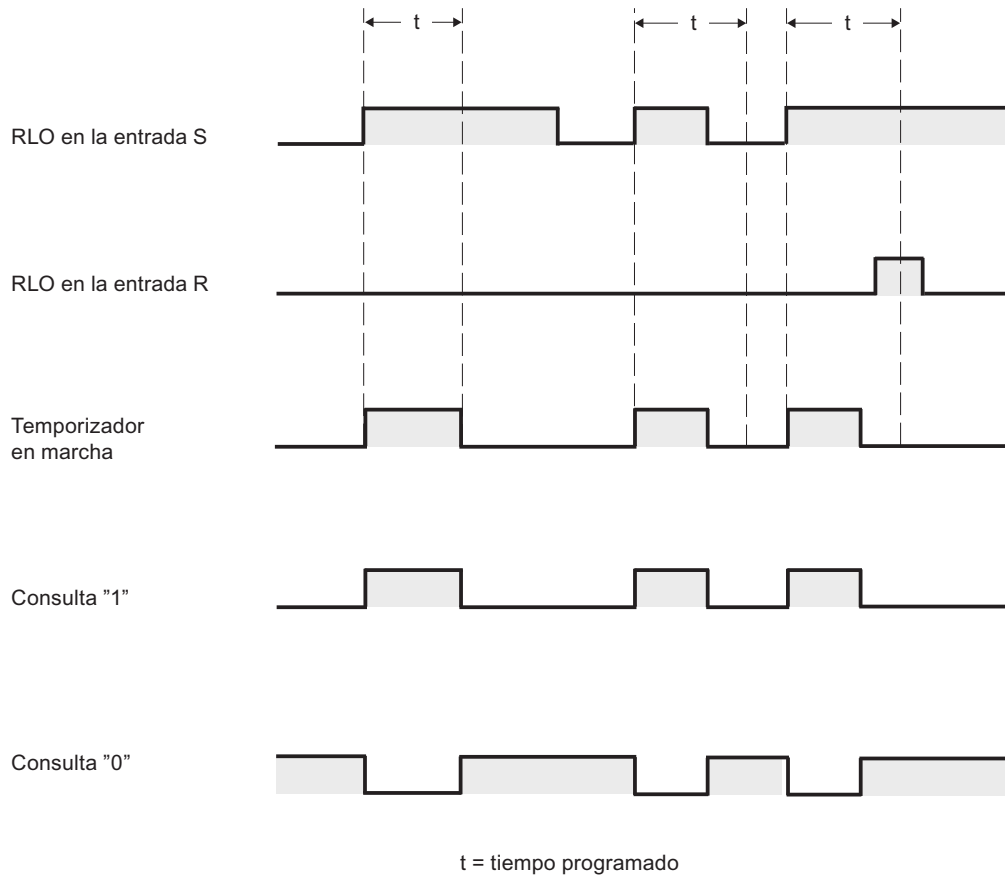 t
t
t
RLO en la entrada S
RLO en la entrada R
Temporizador
en marcha
Consulta ”1”
Consulta ”0”
t = tiempo programado